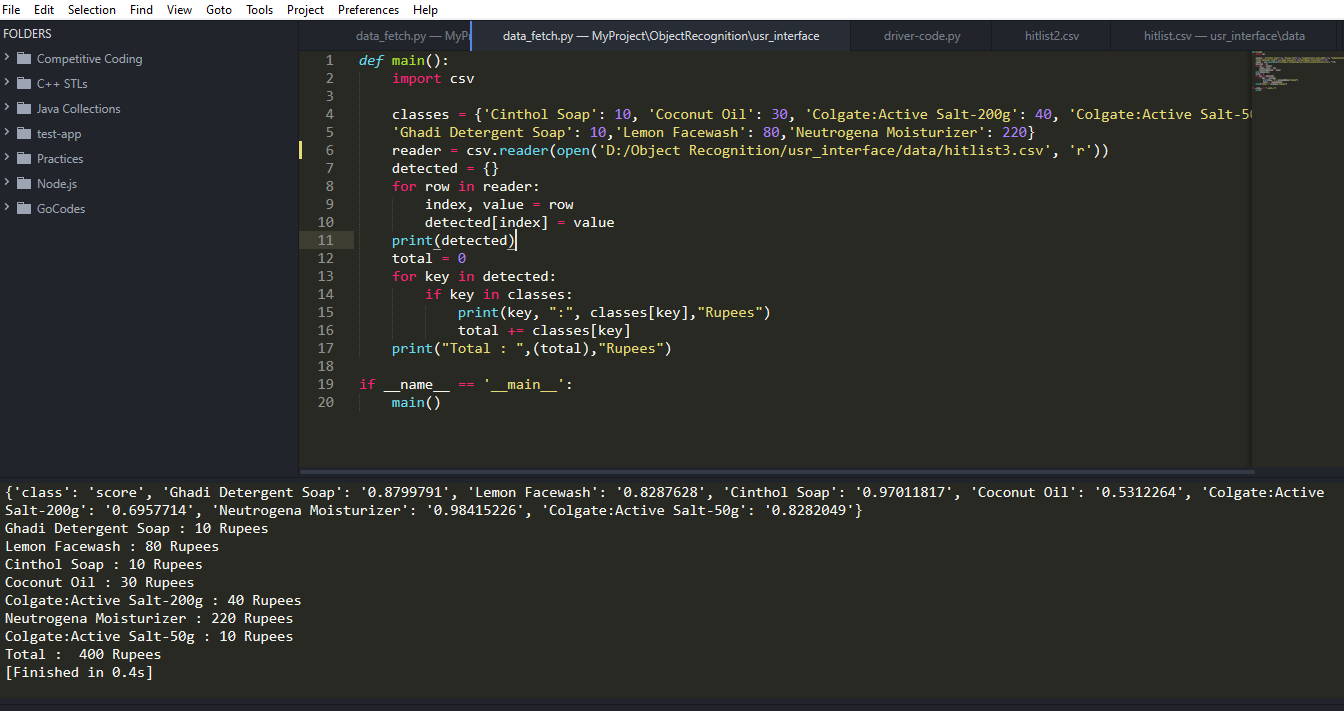 File Edit Selection Find View Goto Tools Project Preferences Help
FOLDERS
Competitive Coding
C++ STLs
Java Collections
test-app
Practices
Node.js
GoCodes
data_fetch.py — MyP data_fetch.py — MyProject\ObjectRecognition\usr_interface driver-code.py hitlist2.csv hitlist.csv — usr_interface\data
1 def main():
2     import csv
3
4     classes = {'Cinthol Soap': 10, 'Coconut Oil': 30, 'Colgate:Active Salt-200g': 40, 'Colgate:Active Salt-5
5     'Ghadi Detergent Soap': 10,'Lemon Facewash': 80,'Neutrogena Moisturizer': 220}
6     reader = csv.reader(open('D:/Object Recognition/usr_interface/data/hitlist3.csv', 'r'))
7     detected = {}
8     for row in reader:
9         index, value = row
10         detected[index] = value
11     print(detected)
12     total = 0
13     for key in detected:
14         if key in classes:
15             print(key, ":", classes[key],"Rupees")
16             total += classes[key]
17     print("Total : ",(total),"Rupees")
18
19 if __name__ == '__main__':
20     main()
{'class': 'score', 'Ghadi Detergent Soap': '0.8799791', 'Lemon Facewash': '0.8287628', 'Cinthol Soap': '0.97011817', 'Coconut Oil': '0.5312264', 'Colgate:Active
Salt-200g': '0.6957714', 'Neutrogena Moisturizer': '0.98415226', 'Colgate:Active Salt-50g': '0.8282049'}
Ghadi Detergent Soap : 10 Rupees
Lemon Facewash : 80 Rupees
Cinthol Soap : 10 Rupees
Coconut Oil : 30 Rupees
Colgate:Active Salt-200g : 40 Rupees
Neutrogena Moisturizer : 220 Rupees
Colgate:Active Salt-50g : 10 Rupees
Total :  400 Rupees
[Finished in 0.4s]